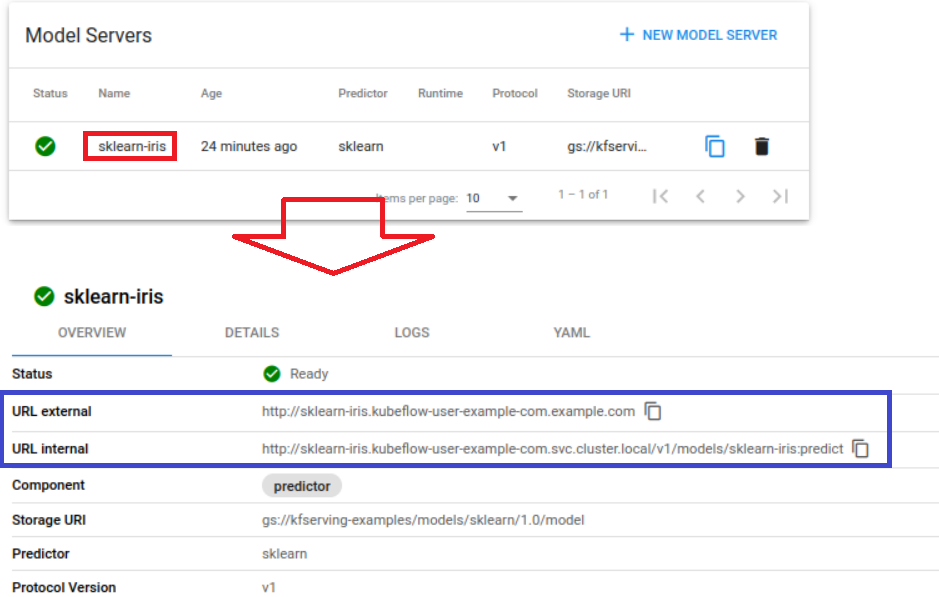 Model Servers + NEW MODEL SERVER
Status Name Age Predictor Runtime Protocol Storage URI
sklearn-iris 24 minutes ago sklearn v1 gs://kfservi...
Items per page: 10 1 – 1 of 1
sklearn-iris
OVERVIEW DETAILS LOGS YAML
Status Ready
URL external http://sklearn-iris.kubeflow-user-example-com.example.com
URL internal http://sklearn-iris.kubeflow-user-example-com.svc.cluster.local/v1/models/sklearn-iris:predict
Component predictor
Storage URI gs://kfserving-examples/models/sklearn/1.0/model
Predictor sklearn
Protocol Version v1